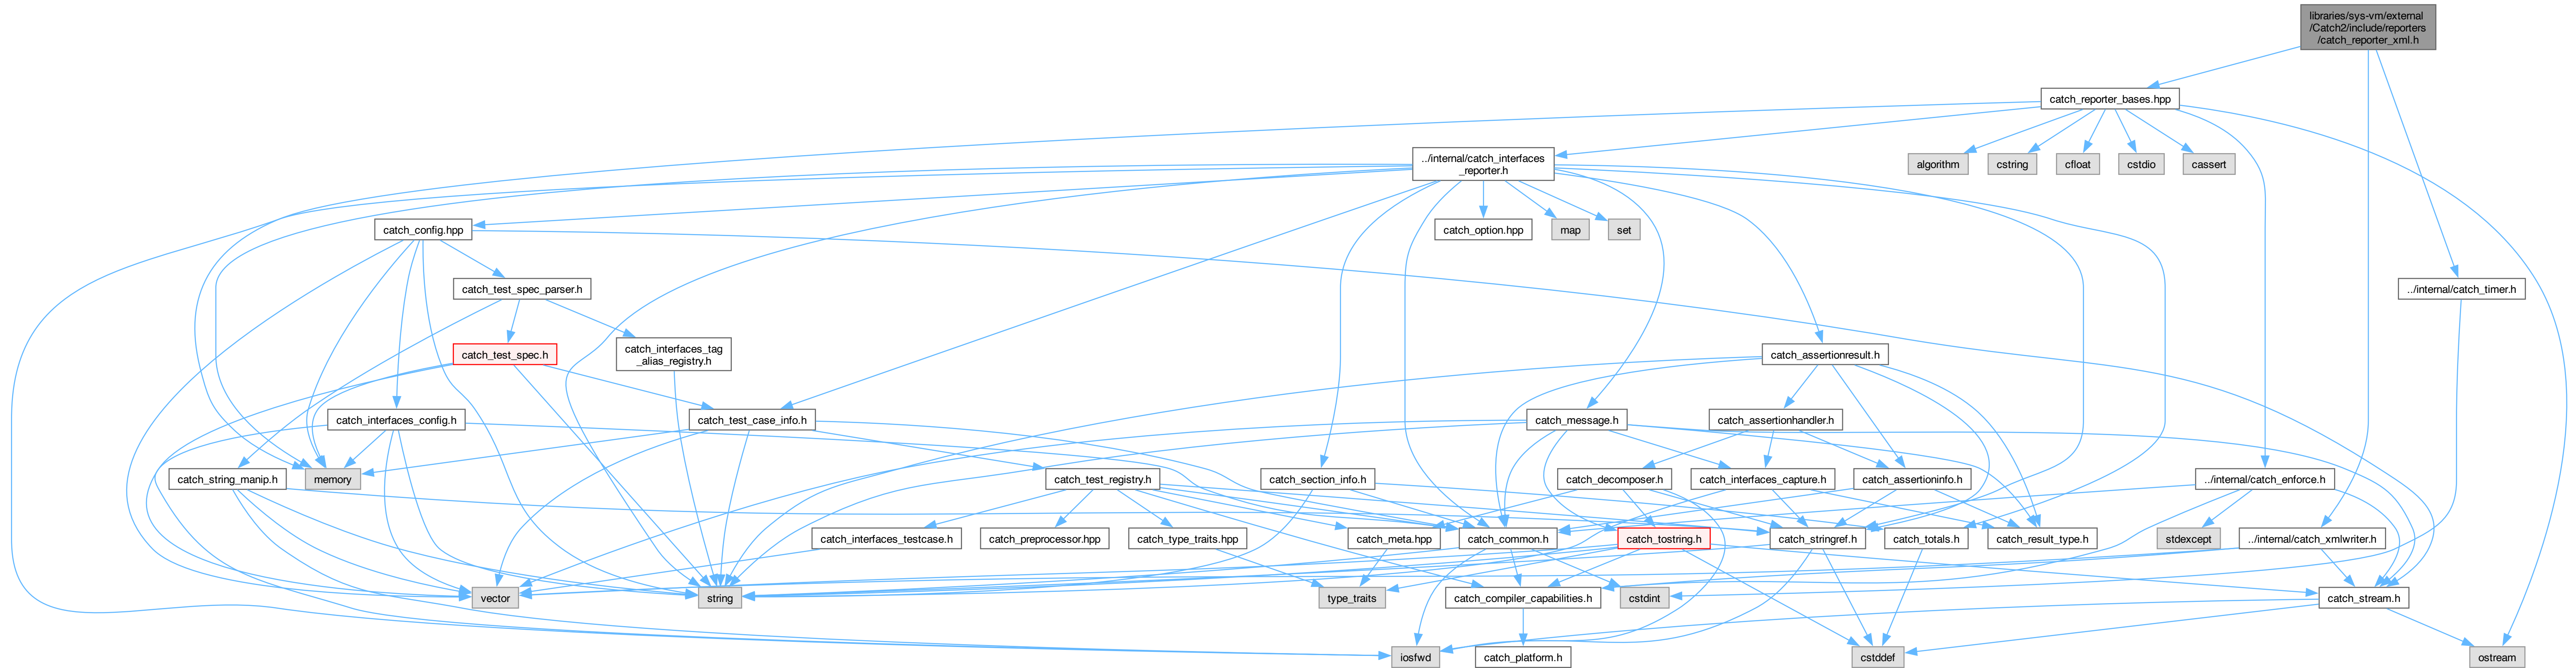 libraries/sys-vm/external
/Catch2/include/reporters
/catch_reporter_xml.h
catch_reporter_bases.hpp
../internal/catch_interfaces
_reporter.h
algorithm
cstring
cfloat
cstdio
cassert
catch_config.hpp
catch_option.hpp
map
set
catch_test_spec_parser.h
../internal/catch_timer.h
catch_test_spec.h
catch_interfaces_tag
_alias_registry.h
catch_assertionresult.h
catch_interfaces_config.h
catch_test_case_info.h
catch_message.h
catch_assertionhandler.h
catch_string_manip.h
memory
catch_test_registry.h
catch_section_info.h
catch_decomposer.h
catch_interfaces_capture.h
catch_assertioninfo.h
../internal/catch_enforce.h
catch_interfaces_testcase.h
catch_preprocessor.hpp
catch_type_traits.hpp
catch_meta.hpp
catch_common.h
catch_tostring.h
catch_stringref.h
catch_totals.h
catch_result_type.h
stdexcept
../internal/catch_xmlwriter.h
vector
string
type_traits
catch_compiler_capabilities.h
cstdint
catch_stream.h
iosfwd
catch_platform.h
cstddef
ostream